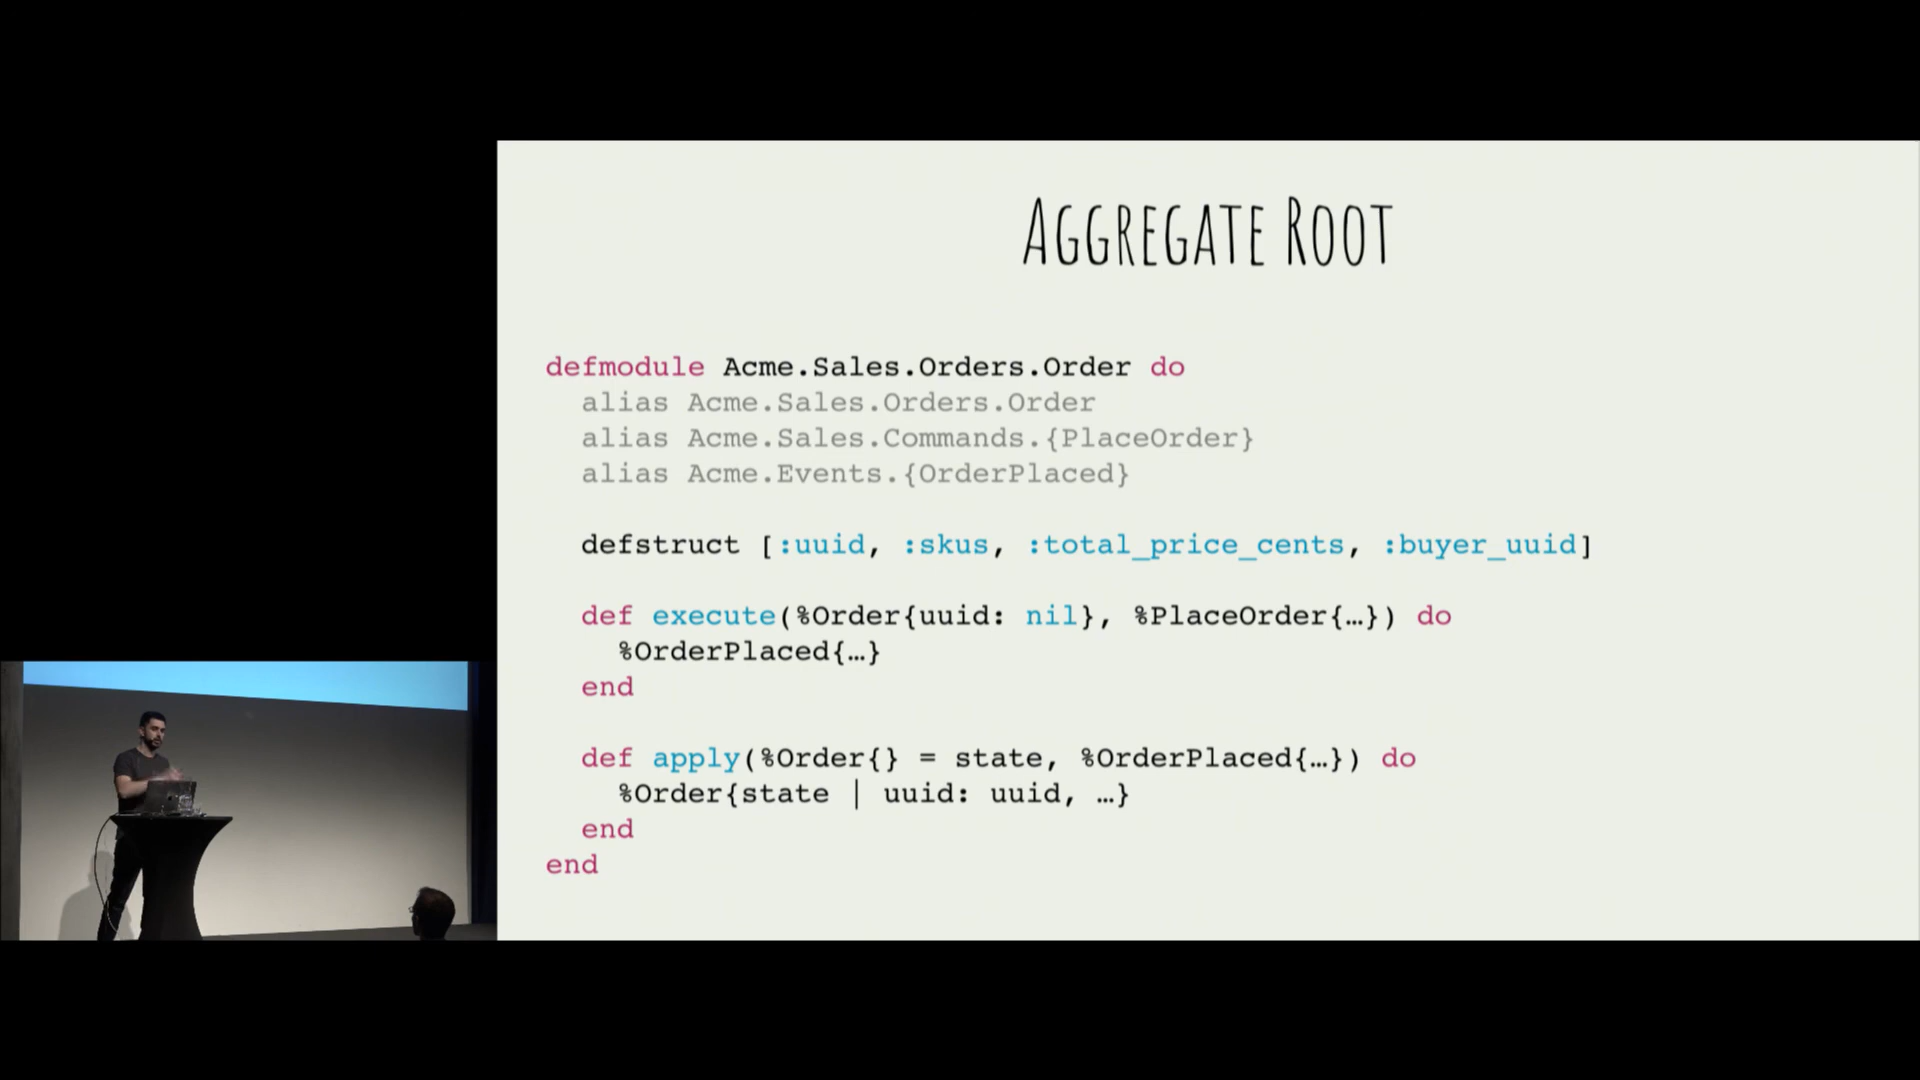 AGGREGATE ROOT
defmodule Acme.Sales.Orders.Order do
alias Acme.Sales.Orders.Order
alias Acme.Sales.Commands.{PlaceOrder}
alias Acme.Events.{OrderPlaced}
defstruct [:uuid, :skus, :total_price_cents, :buyer_uuid]
def execute(%Order{uuid: nil}, %PlaceOrder{…}) do
%OrderPlaced{…}
end
def apply(%Order{} = state, %OrderPlaced{…}) do
%Order{state | uuid: uuid, …}
end
end